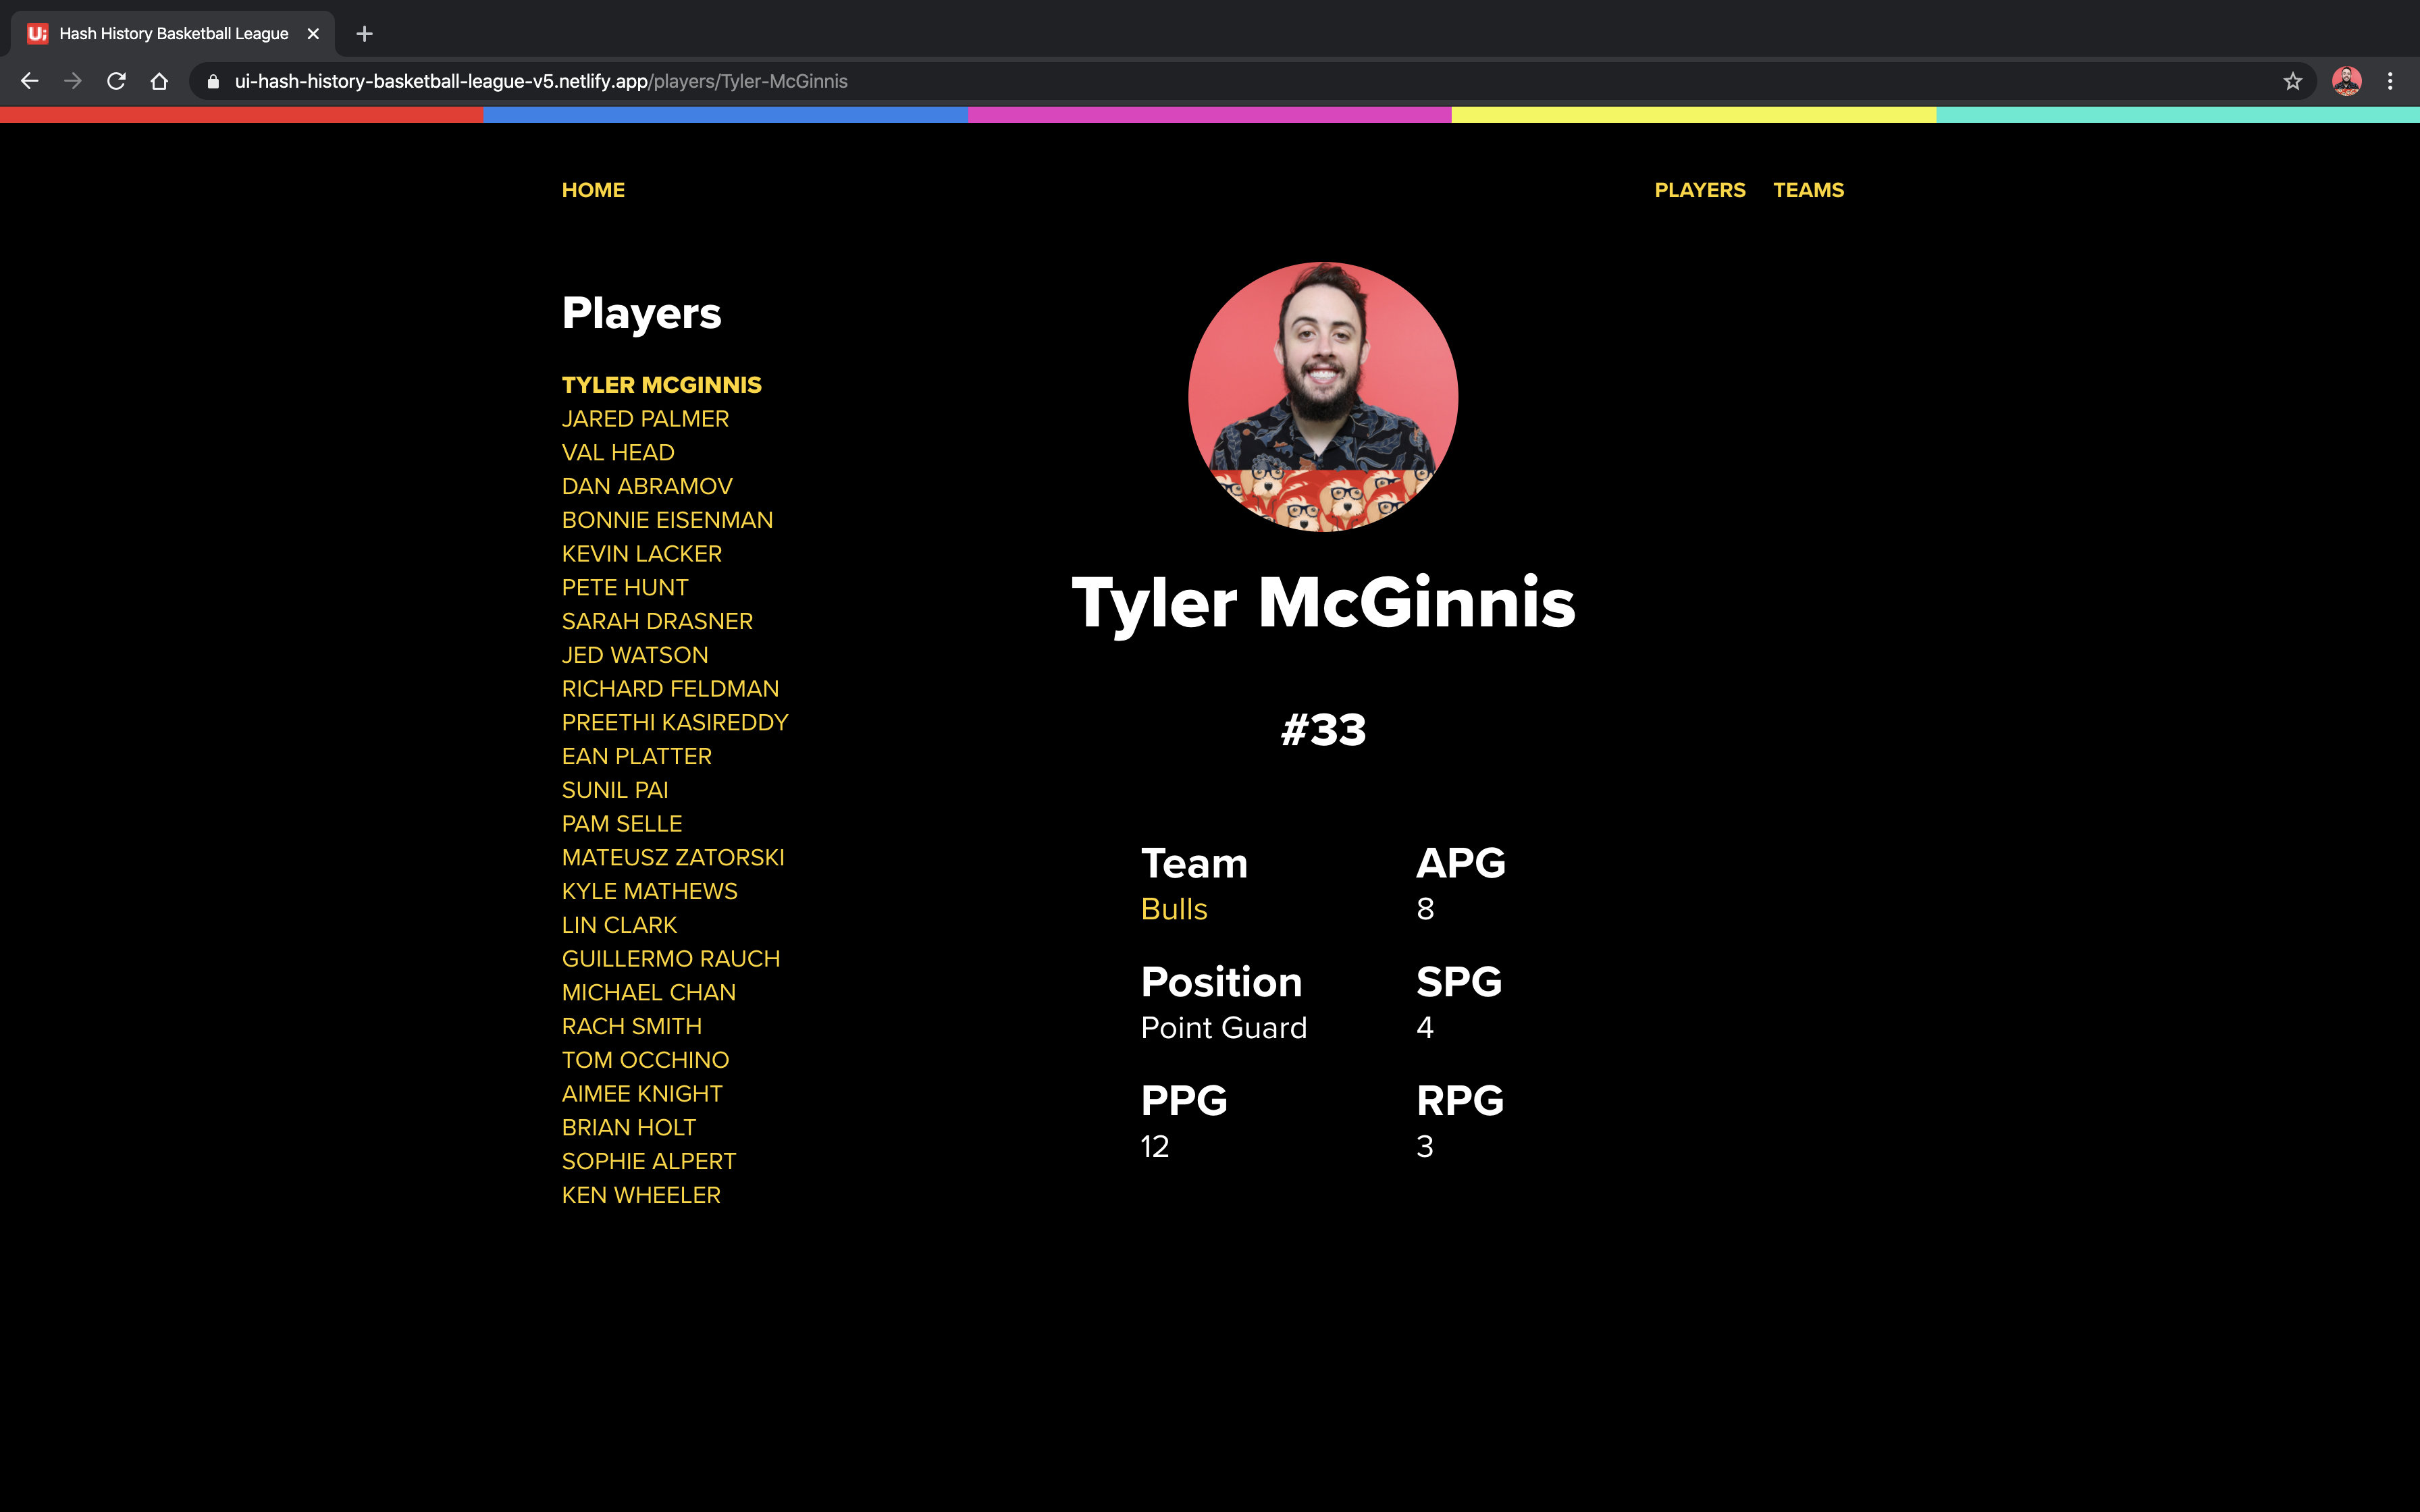 Ui
Hash History Basketball League
ui-hash-history-basketball-league-v5.netlify.app/players/Tyler-McGinnis
HOME
PLAYERS TEAMS
Players
TYLER MCGINNIS
JARED PALMER
VAL HEAD
DAN ABRAMOV
BONNIE EISENMAN
KEVIN LACKER
PETE HUNT
SARAH DRASNER
JED WATSON
RICHARD FELDMAN
PREETHI KASIREDDY
EAN PLATTER
SUNIL PAI
PAM SELLE
MATEUSZ ZATORSKI
KYLE MATHEWS
LIN CLARK
GUILLERMO RAUCH
MICHAEL CHAN
RACH SMITH
TOM OCCHINO
AIMEE KNIGHT
BRIAN HOLT
SOPHIE ALPERT
KEN WHEELER
Tyler McGinnis
#33
Team
Bulls
APG
8
Position
Point Guard
SPG
4
PPG
12
RPG
3